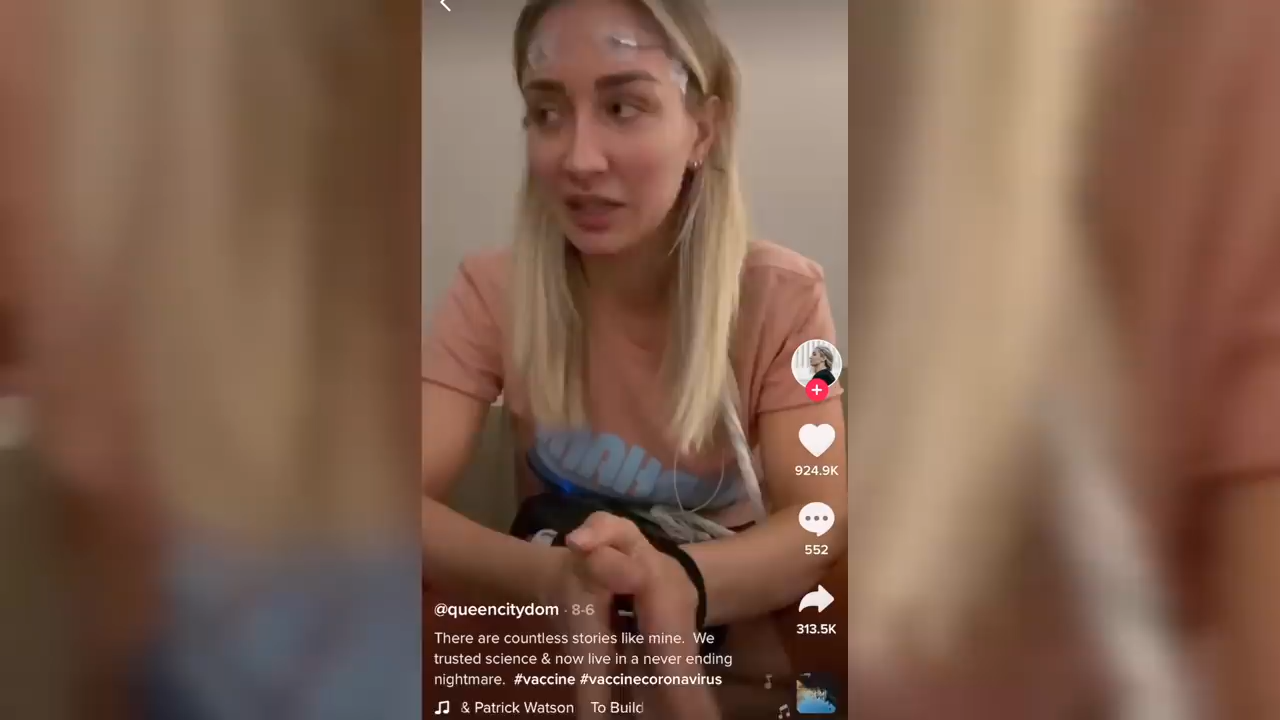 924.9K
552
@queencitydom · 8-6
313.5K
There are countless stories like mine. We
trusted science & now live in a never ending
nightmare. #vaccine #vaccinecoronavirus
& Patrick Watson To Build